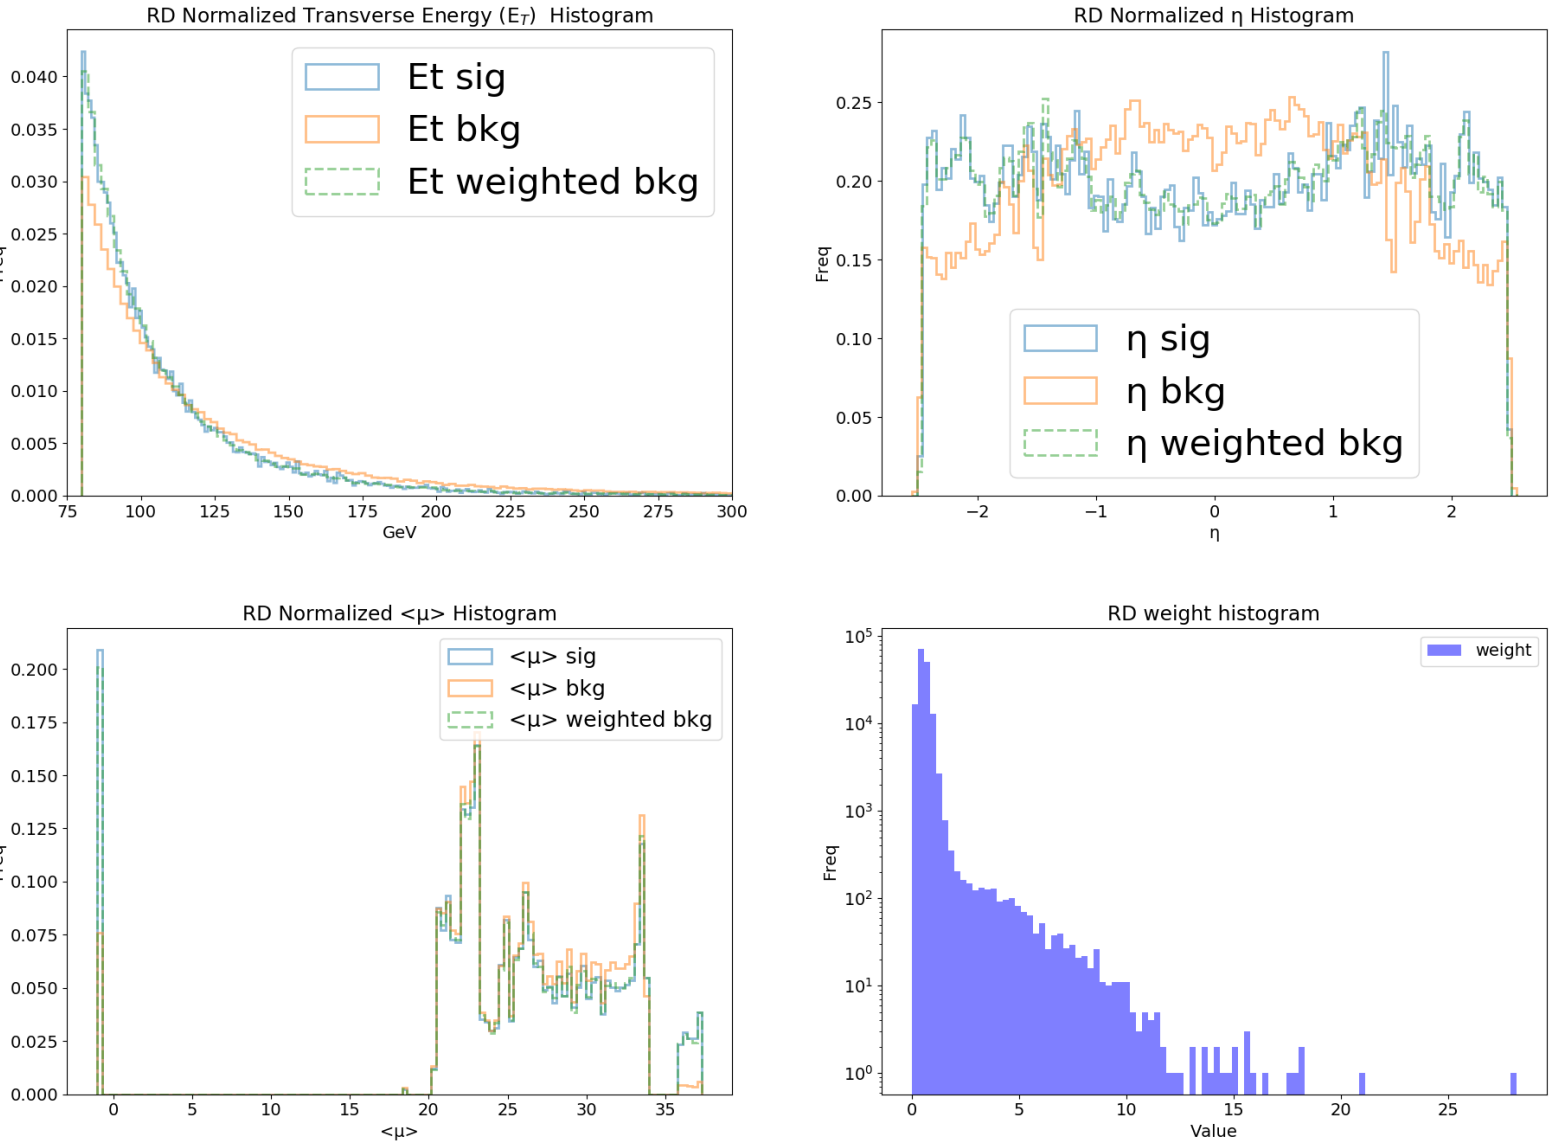 RD Normalized Transverse Energy (E_T) Histogram
0.040
0.035
0.030
0.025
0.020
0.015
0.010
0.005
0.000
Et sig
Et bkg
Et weighted bkg
75 100 125 150 175 200 225 250 275 300
GeV
RD Normalized η Histogram
Freq
0.25
0.20
0.15
0.10
0.05
0.00
η sig
η bkg
η weighted bkg
−2 −1 0 1 2
η
RD Normalized <μ> Histogram
0.200
0.175
0.150
0.125
0.100
0.075
0.050
0.025
0.000
<μ> sig
<μ> bkg
<μ> weighted bkg
0 5 10 15 20 25 30 35
<μ>
RD weight histogram
Freq
10^5
10^4
10^3
10^2
10^1
10^0
weight
0 5 10 15 20 25
Value